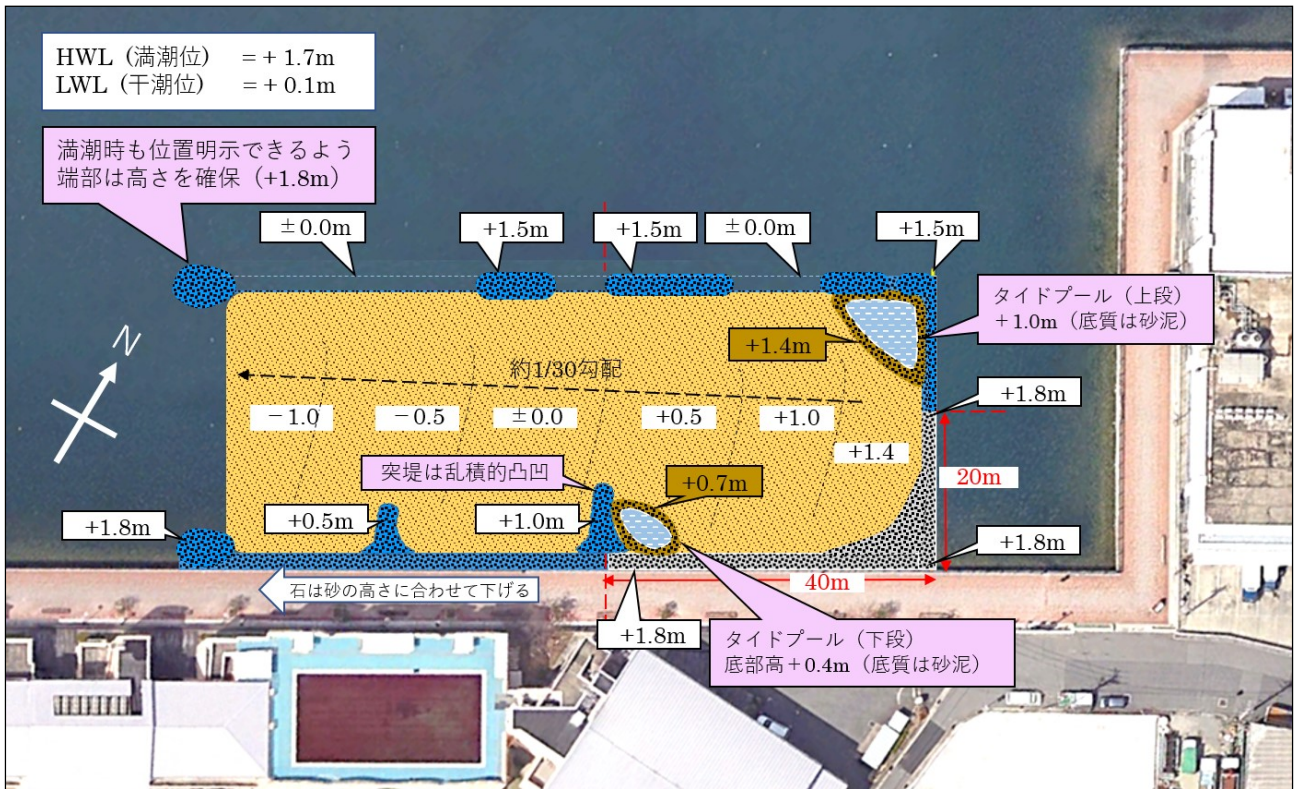 HWL (満潮位) ＝＋1.7m
LWL (干潮位) ＝＋0.1m
満潮時も位置明示できるよう
端部は高さを確保（+1.8m）
±0.0m
+1.5m
+1.5m
±0.0m
+1.5m
タイドプール（上段）
＋1.0m（底質は砂泥）
+1.4m
N
約1/30勾配
+1.8m
－1.0
－0.5
±0.0
+0.5
+1.0
+1.4
突堤は乱積的凸凹
+0.7m
20m
+1.8m
+0.5m
+1.0m
+1.8m
40m
石は砂の高さに合わせて下げる
+1.8m
タイドプール（下段）
底部高＋0.4m（底質は砂泥）